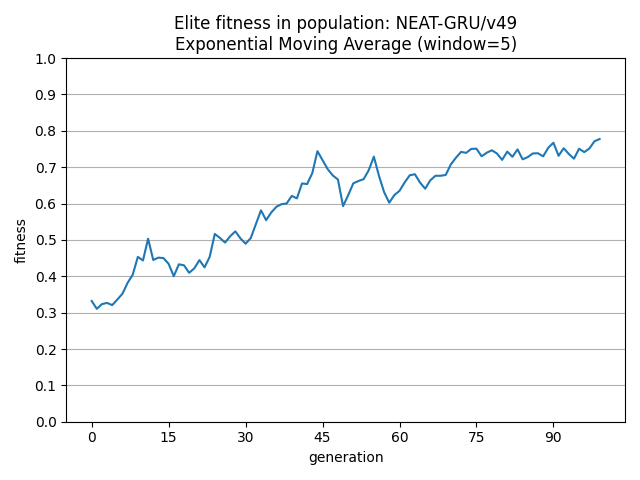 Elite fitness in population: NEAT-GRU/v49
Exponential Moving Average (window=5)
fitness
1.0
0.9
0.8
0.7
0.6
0.5
0.4
0.3
0.2
0.1
0.0
0 15 30 45 60 75 90
generation